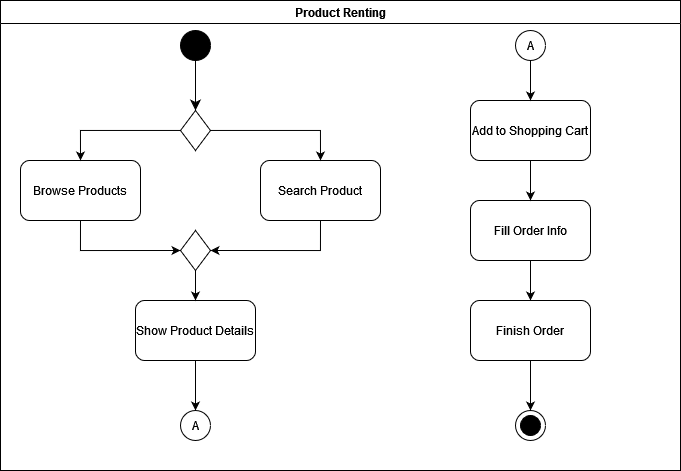 Product Renting
Browse Products
Search Product
Show Product Details
A
A
Add to Shopping Cart
Fill Order Info
Finish Order